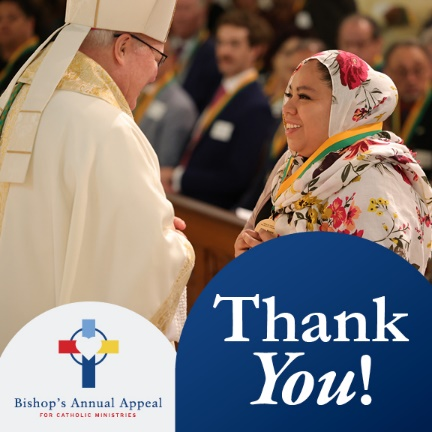 Thank
You!
Bishop's Annual Appeal
FOR CATHOLIC MINISTRIES